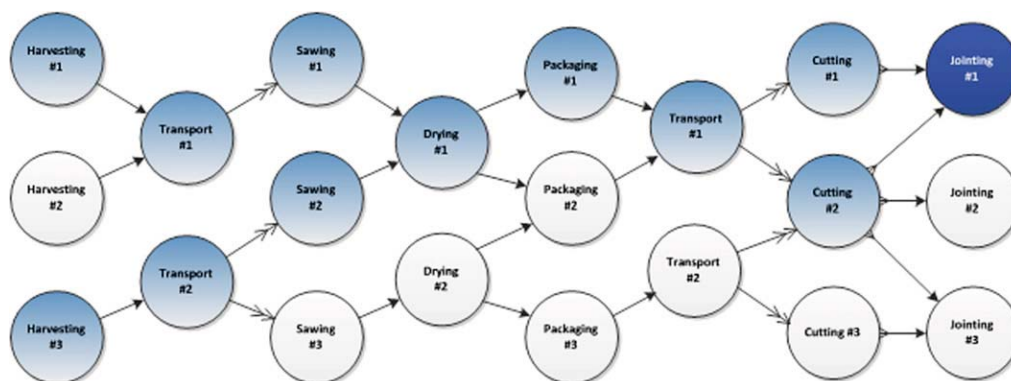 Harvesting
#1
Sawing
#1
Packaging
#1
Cutting
#1
Jointing
#1
Transport
#1
Drying
#1
Transport
#1
Harvesting
#2
Sawing
#2
Packaging
#2
Cutting
#2
Jointing
#2
Transport
#2
Drying
#2
Transport
#2
Harvesting
#3
Sawing
#3
Packaging
#3
Cutting #3
Jointing
#3